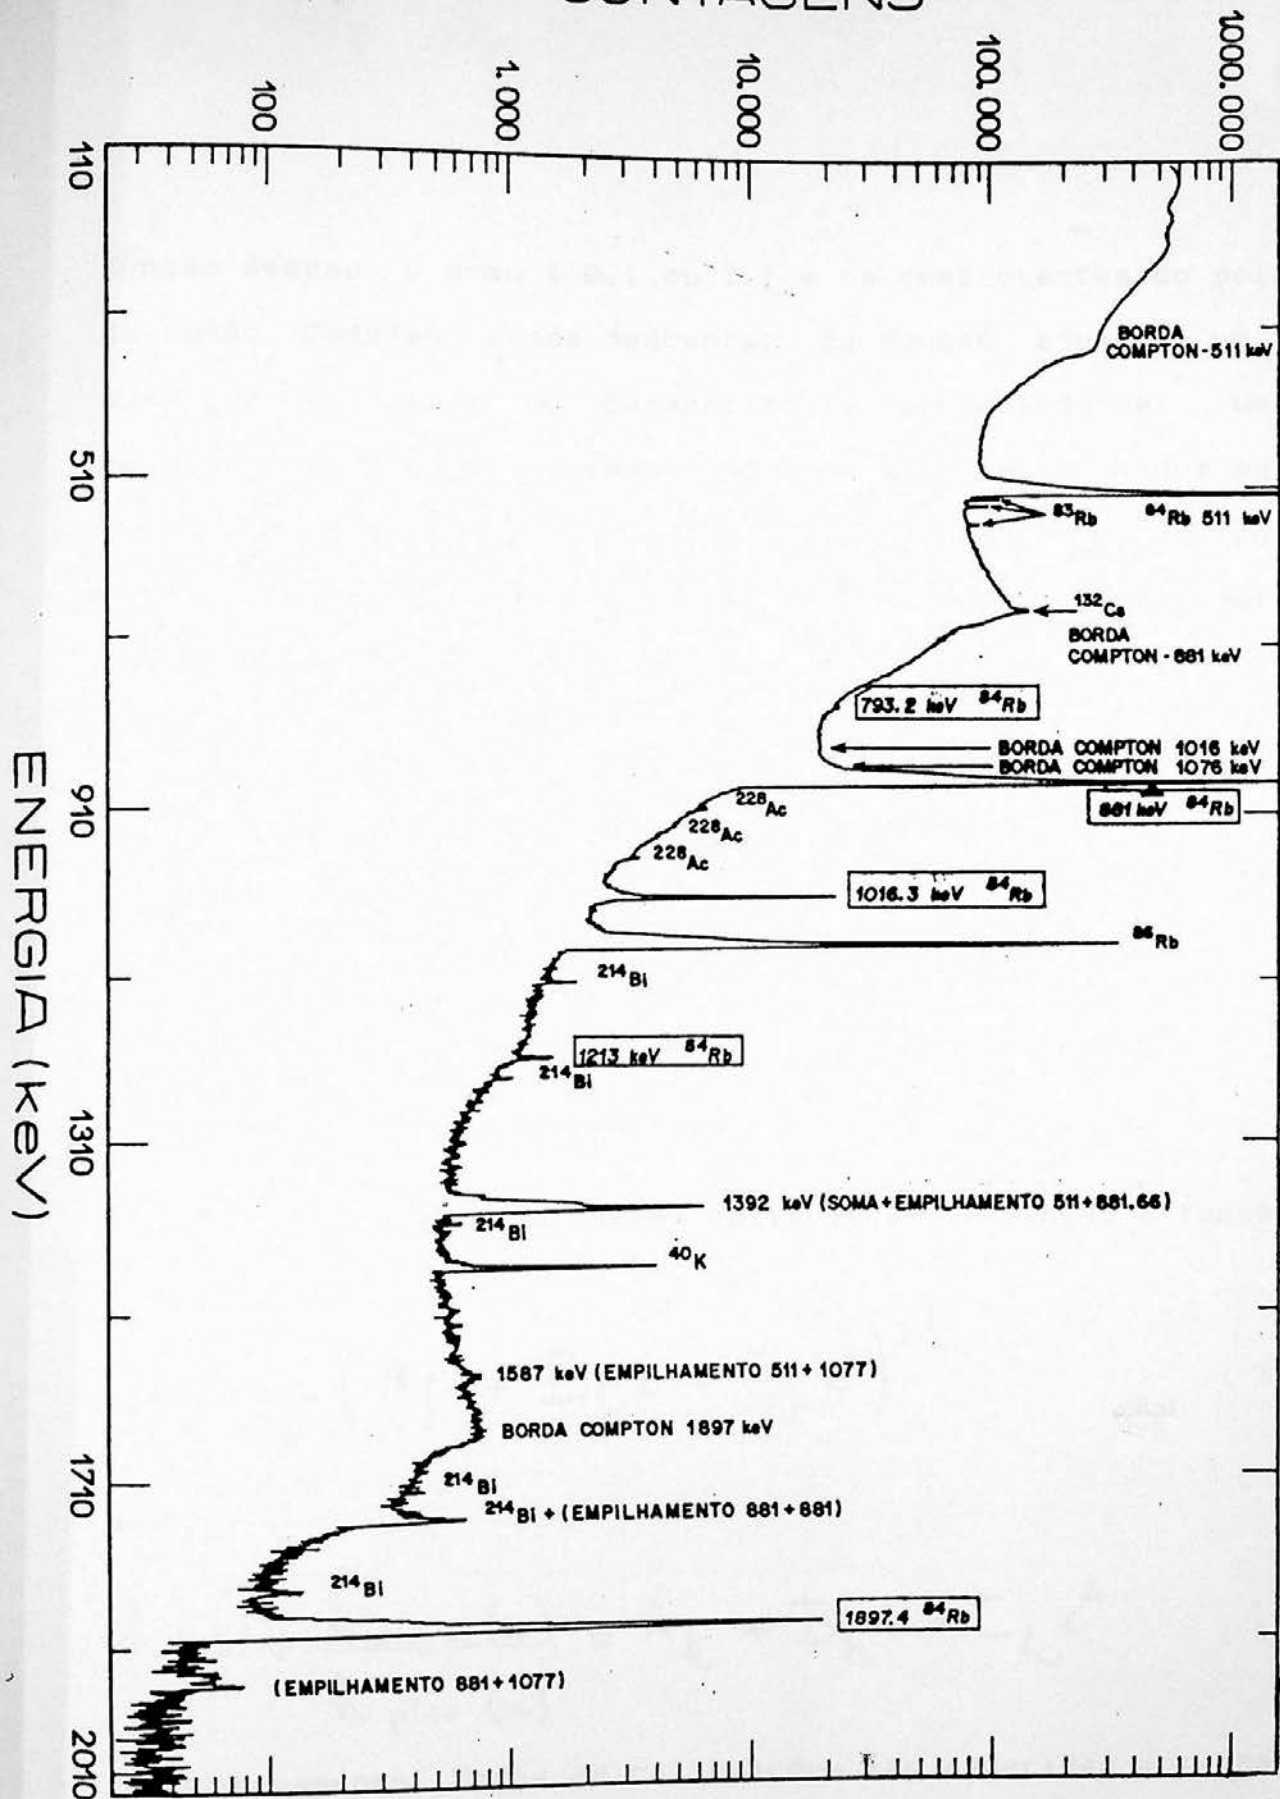 CONTAGENS
100
1.000
10.000
100.000
1000.000
110
510
910
1310
1710
2010
ENERGIA (keV)
BORDA
COMPTON-511 keV
83Rb
84Rb 511 keV
132Cs
BORDA
COMPTON-881 keV
793.2 keV 84Rb
BORDA COMPTON 1016 keV
BORDA COMPTON 1076 keV
881 keV 84Rb
228Ac
228Ac
228Ac
1016.3 keV 84Rb
86Rb
214Bi
1213 keV 84Rb
214Bi
1392 keV (SOMA+EMPILHAMENTO 511+881.66)
214Bi
40K
1587 keV (EMPILHAMENTO 511+1077)
BORDA COMPTON 1897 keV
214Bi
214Bi + (EMPILHAMENTO 881+881)
214Bi
1897.4 84Rb
(EMPILHAMENTO 881+1077)